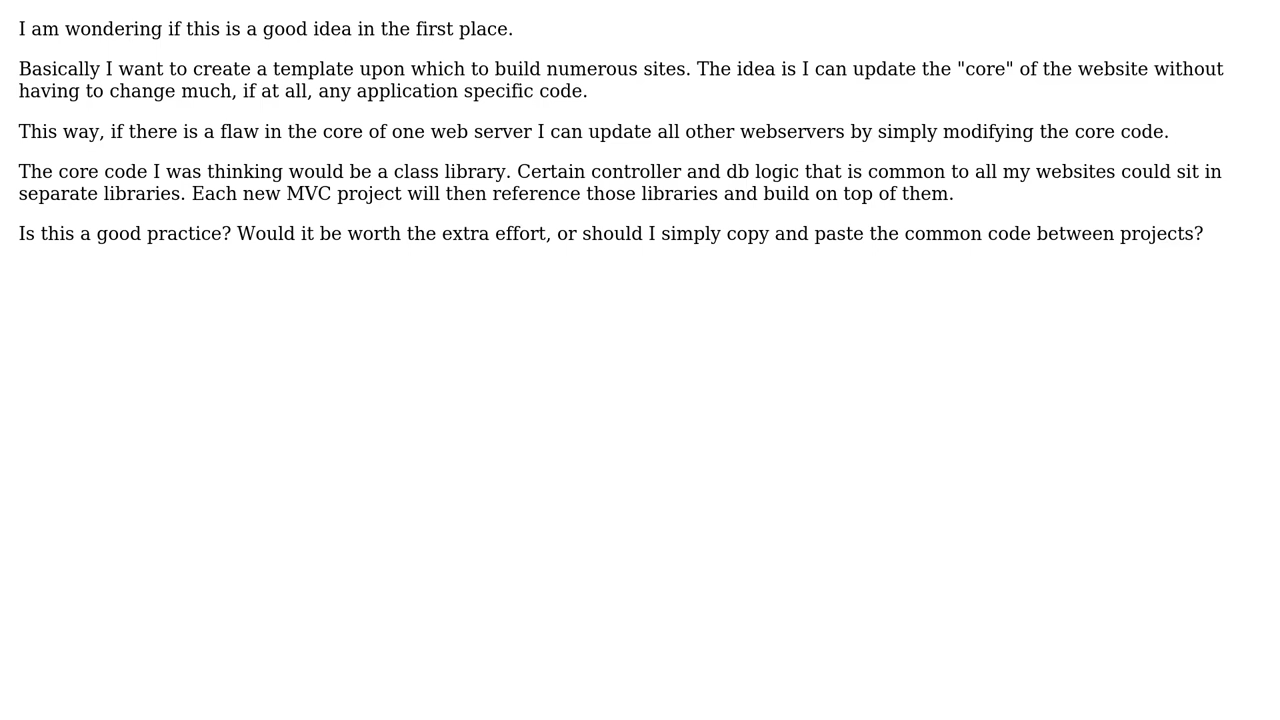 I am wondering if this is a good idea in the first place.
Basically I want to create a template upon which to build numerous sites. The idea is I can update the "core" of the website without
having to change much, if at all, any application specific code.
This way, if there is a flaw in the core of one web server I can update all other webservers by simply modifying the core code.
The core code I was thinking would be a class library. Certain controller and db logic that is common to all my websites could sit in
separate libraries. Each new MVC project will then reference those libraries and build on top of them.
Is this a good practice? Would it be worth the extra effort, or should I simply copy and paste the common code between projects?